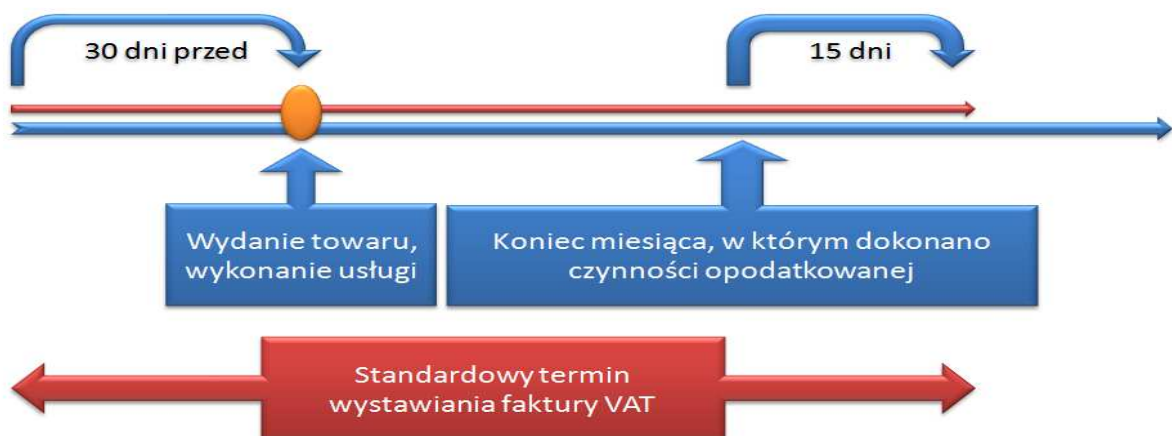 30 dni przed
15 dni
Wydanie towaru,
wykonanie usługi
Koniec miesiąca, w którym dokonano
czynności opodatkowanej
Standardowy termin
wystawiania faktury VAT